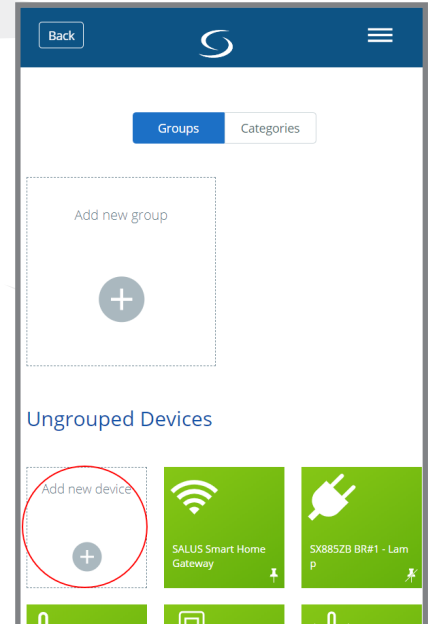 Back
Groups
Categories
Add new group
Ungrouped Devices
Add new device
SALUS Smart Home
Gateway
SX885ZB BR#1 - Lam
p